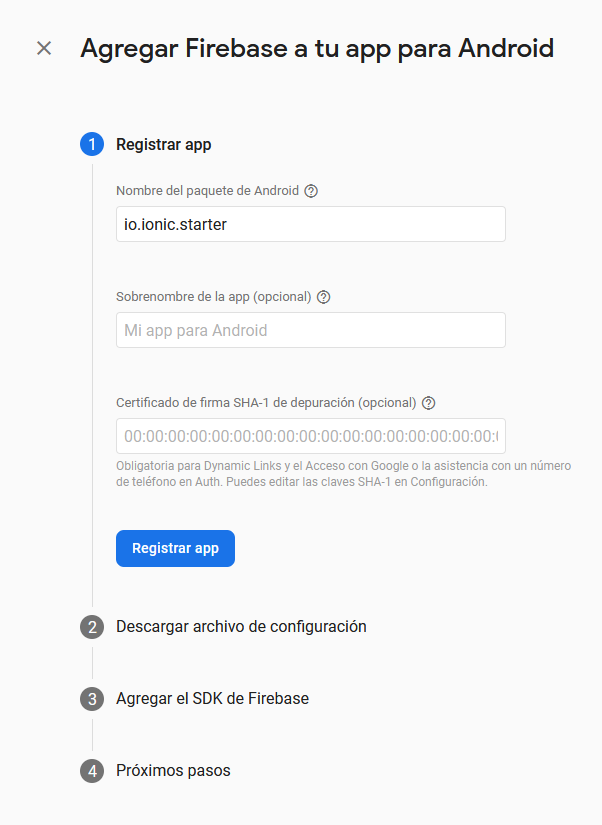 Agregar Firebase a tu app para Android
1 Registrar app
Nombre del paquete de Android ?
io.ionic.starter
Sobrenombre de la app (opcional) ?
Mi app para Android
Certificado de firma SHA-1 de depuración (opcional) ?
00:00:00:00:00:00:00:00:00:00:00:00:00:00:00:00:00:
Obligatoria para Dynamic Links y el Acceso con Google o la asistencia con un número
de teléfono en Auth. Puedes editar las claves SHA-1 en Configuración.
Registrar app
2 Descargar archivo de configuración
3 Agregar el SDK de Firebase
4 Próximos pasos